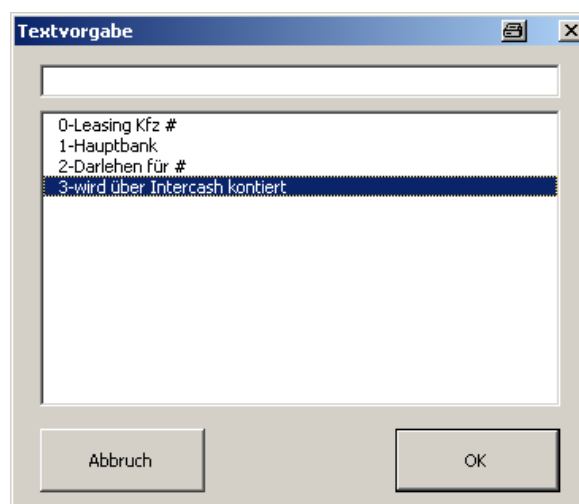 Textvorgabe
0-Leasing Kfz #
1-Hauptbank
2-Darlehen für #
3-wird über Intercash kontiert
Abbruch
OK